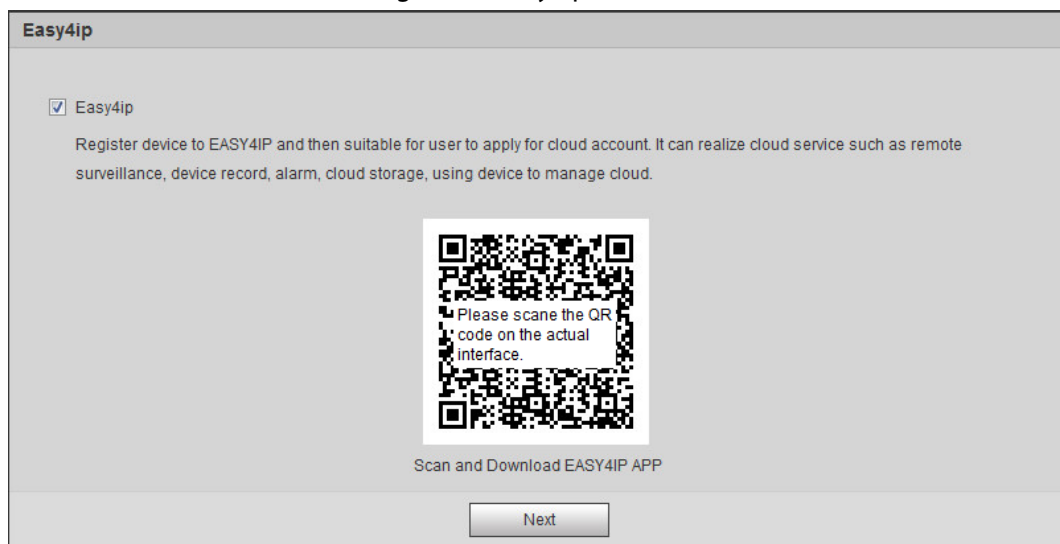 Easy4ip
Easy4ip
Register device to EASY4IP and then suitable for user to apply for cloud account. It can realize cloud service such as remote
surveillance, device record, alarm, cloud storage, using device to manage cloud.
Please scane the QR
code on the actual
interface.
Scan and Download EASY4IP APP
Next